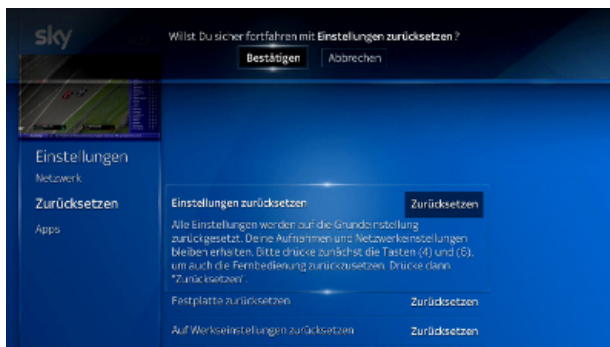 sky
Willst Du sicher fortfahren mit Einstellungen zurücksetzen ?
Bestätigen
Abbrechen
Einstellungen
Netzwerk
Zurücksetzen
Apps
Einstellungen zurücksetzen
Zurücksetzen
Alle Einstellungen werden auf die Grundeinstellung
zurückgesetzt. Deine Aufnahmen und Netzwerkeinstellungen
bleiben erhalten. Bitte drücke zunächst die Tasten (4) und (6),
um auch die Fernbedienung zurückzusetzen. Drücke dann
"Zurücksetzen".
Festplatte zurücksetzen
Zurücksetzen
Auf Werkseinstellungen zurücksetzen
Zurücksetzen